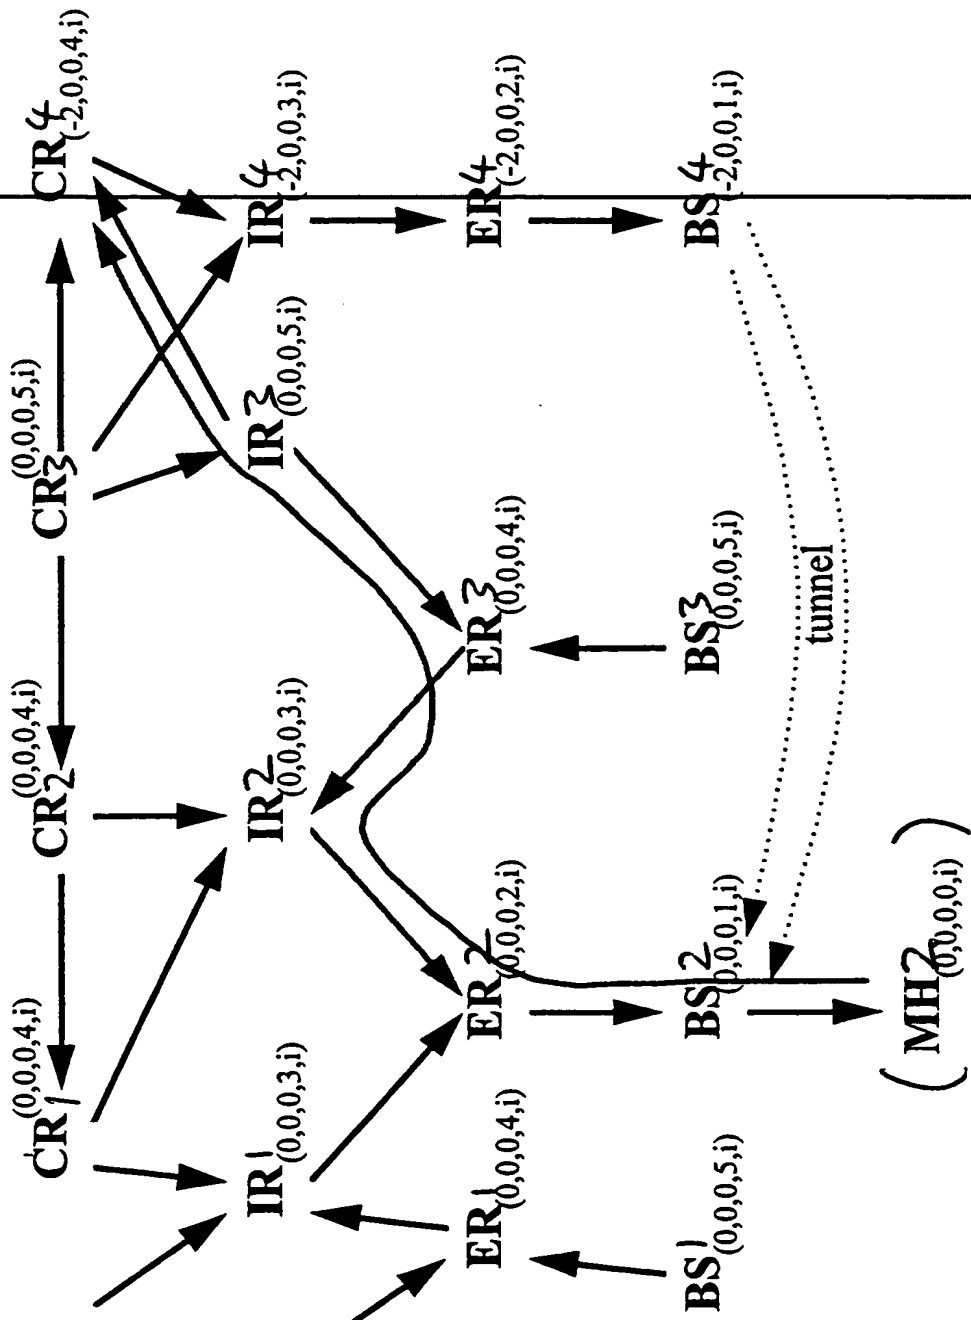 CR1 (0,0,0,4,i)
CR2 (0,0,0,4,i)
CR3 (0,0,0,5,i)
CR4 (-2,0,0,4,i)
IR1 (0,0,0,3,i)
IR2 (0,0,0,3,i)
IR3 (0,0,0,5,i)
IR4 (-2,0,0,3,i)
ER1 (0,0,0,4,i)
ER2 (0,0,0,2,i)
ER3 (0,0,0,4,i)
ER4 (-2,0,0,2,i)
BS1 (0,0,0,5,i)
BS2 (0,0,0,1,i)
BS3 (0,0,0,5,i)
BS4 (-2,0,0,1,i)
tunnel
(MH2 (0,0,0,0,i))